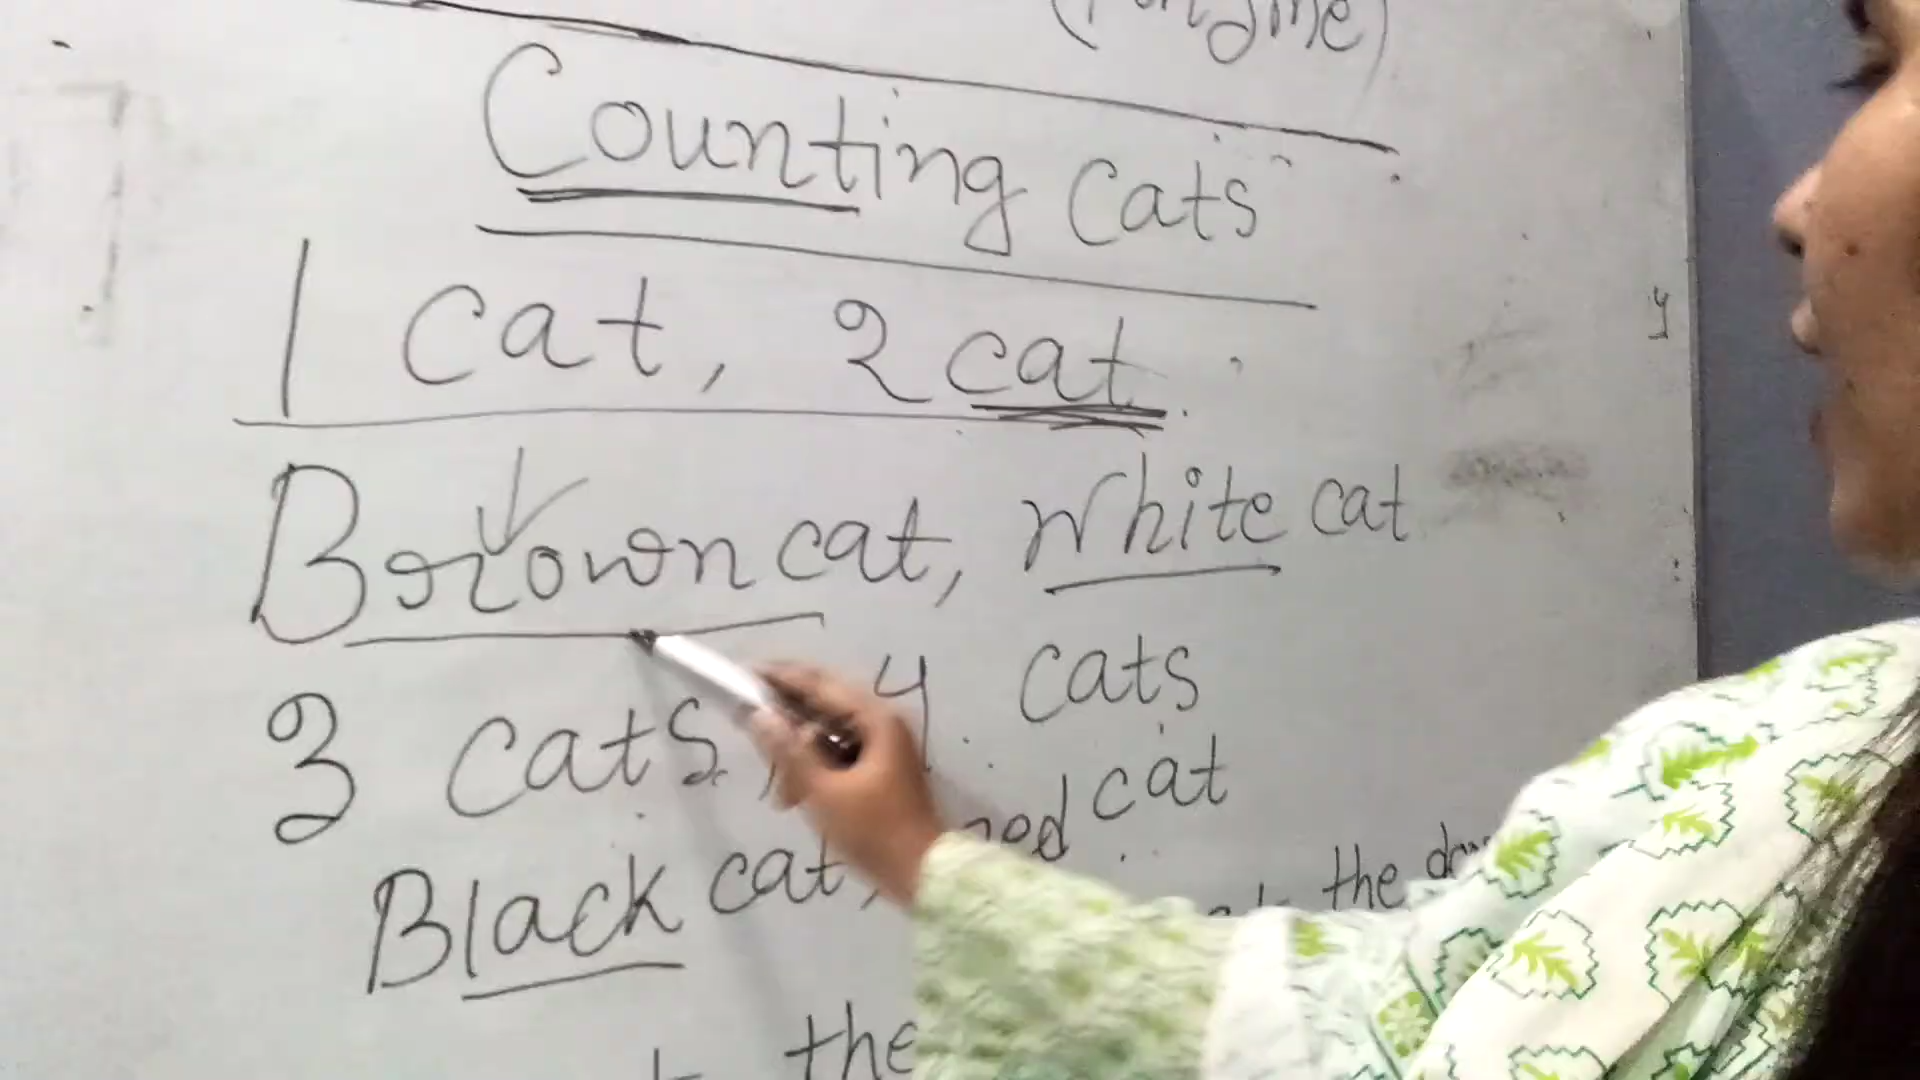 Counting cats
1 cat, 2 cat
Brown cat, white cat
3 cats, 4 cats
Black cat, cat
the
the